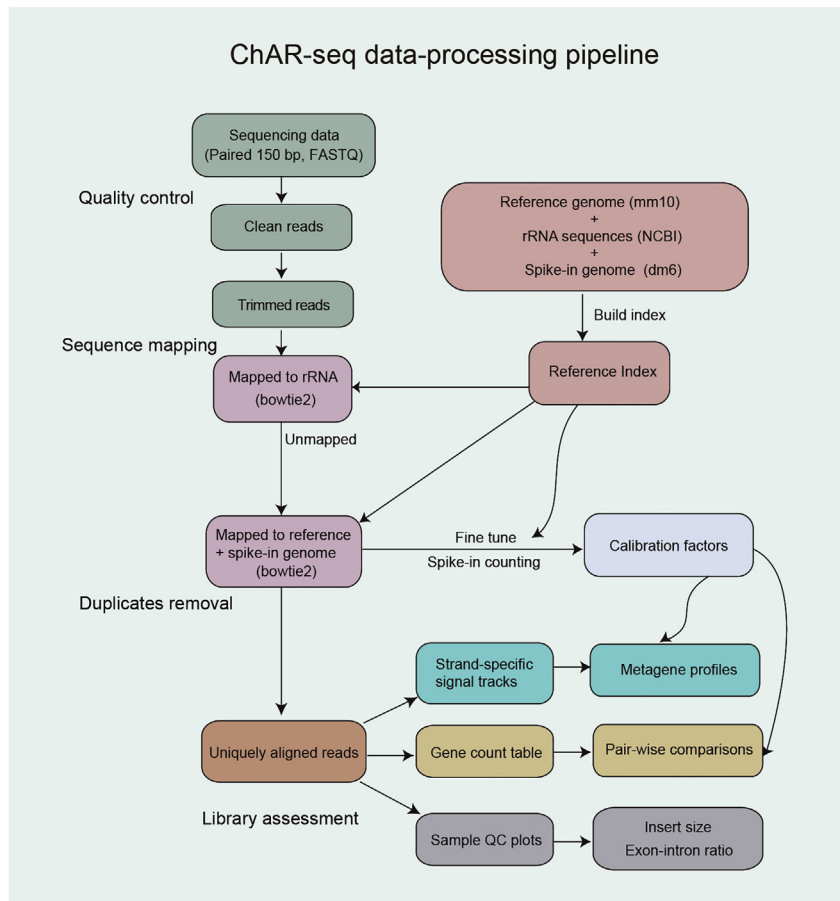 ChAR-seq data-processing pipeline
Sequencing data
(Paired 150 bp, FASTQ)
Quality control
Clean reads
Reference genome (mm10)
+
rRNA sequences (NCBI)
+
Spike-in genome (dm6)
Trimmed reads
Build index
Sequence mapping
Mapped to rRNA
(bowtie2)
Reference Index
Unmapped
Mapped to reference
+ spike-in genome
(bowtie2)
Fine tune
Spike-in counting
Calibration factors
Duplicates removal
Strand-specific
signal tracks
Metagene profiles
Uniquely aligned reads
Gene count table
Pair-wise comparisons
Library assessment
Sample QC plots
Insert size
Exon-intron ratio